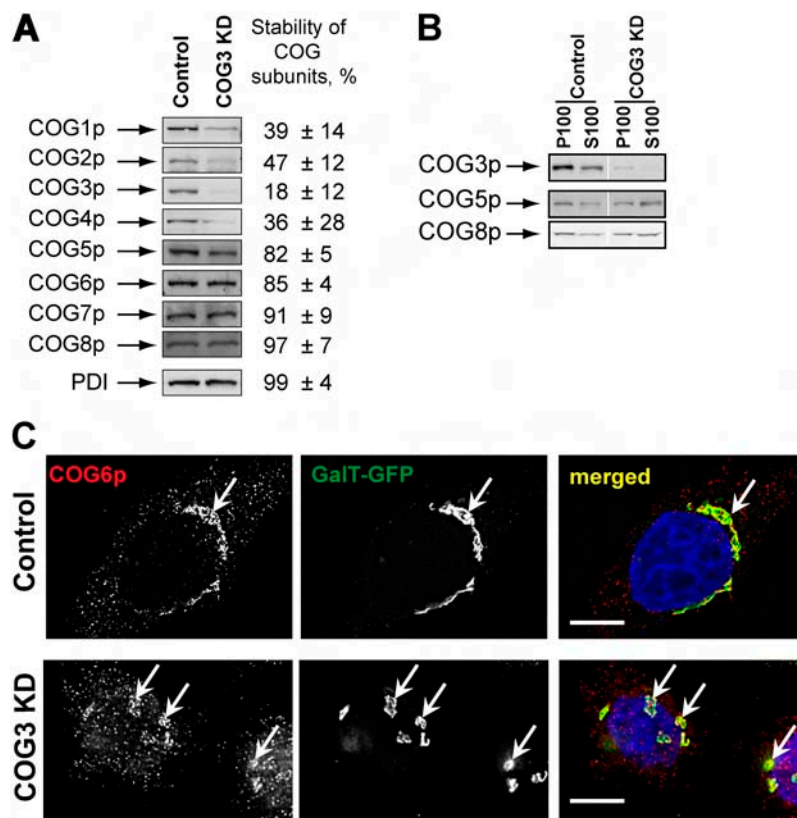 A
Control
COG3 KD
Stability of
COG
subunits, %
COG1p 39 ± 14
COG2p 47 ± 12
COG3p 18 ± 12
COG4p 36 ± 28
COG5p 82 ± 5
COG6p 85 ± 4
COG7p 91 ± 9
COG8p 97 ± 7
PDI 99 ± 4
B
Control
COG3 KD
P100
S100
P100
S100
COG3p
COG5p
COG8p
C
Control
COG6p
GalT-GFP
merged
COG3 KD